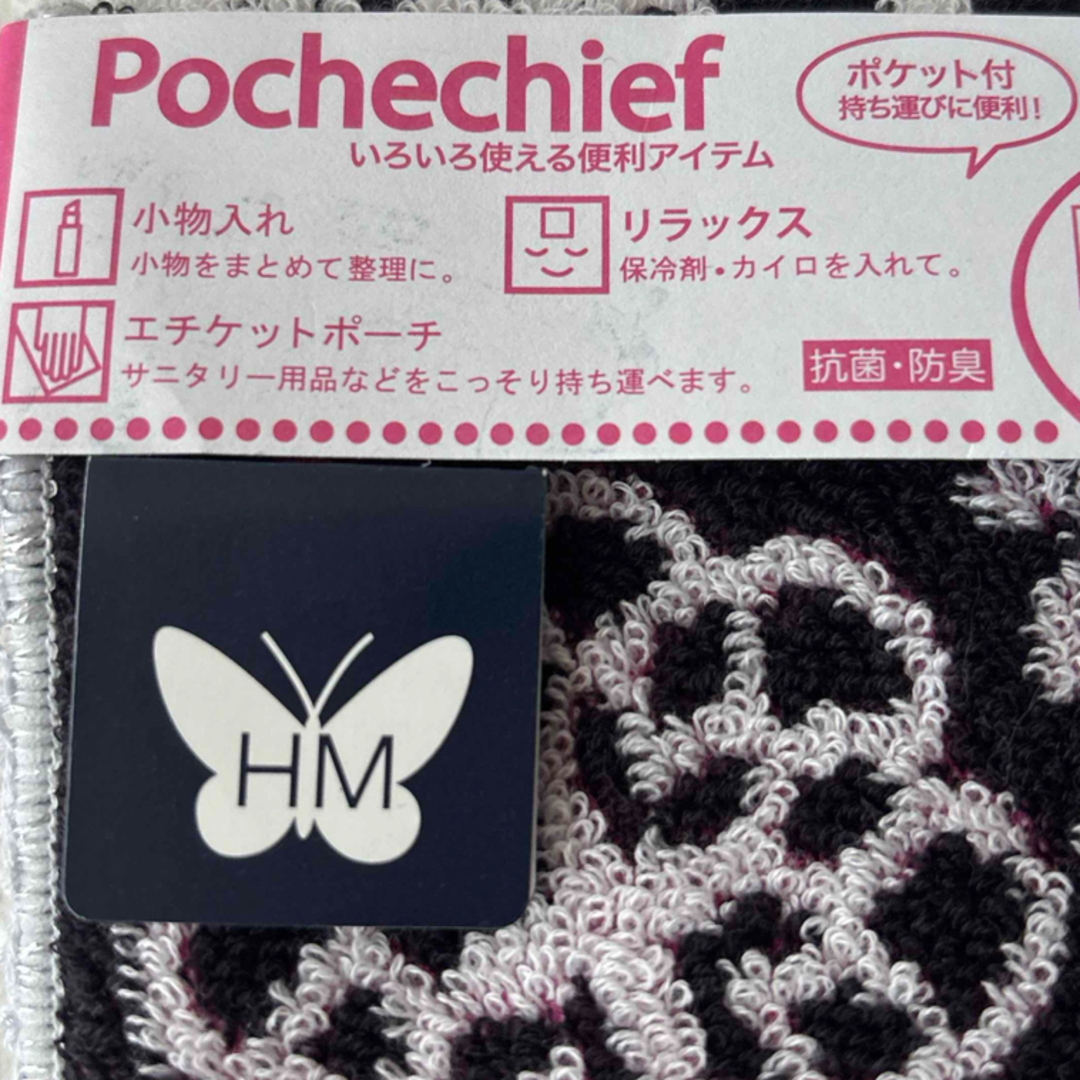 Pochechief
ポケット付
持ち運びに便利!
いろいろ使える便利アイテム
小物入れ
小物をまとめて整理に。
リラックス
保冷剤・カイロを入れて。
エチケットポーチ
サニタリー用品などをこっそり持ち運べます。
抗菌・防臭
HM